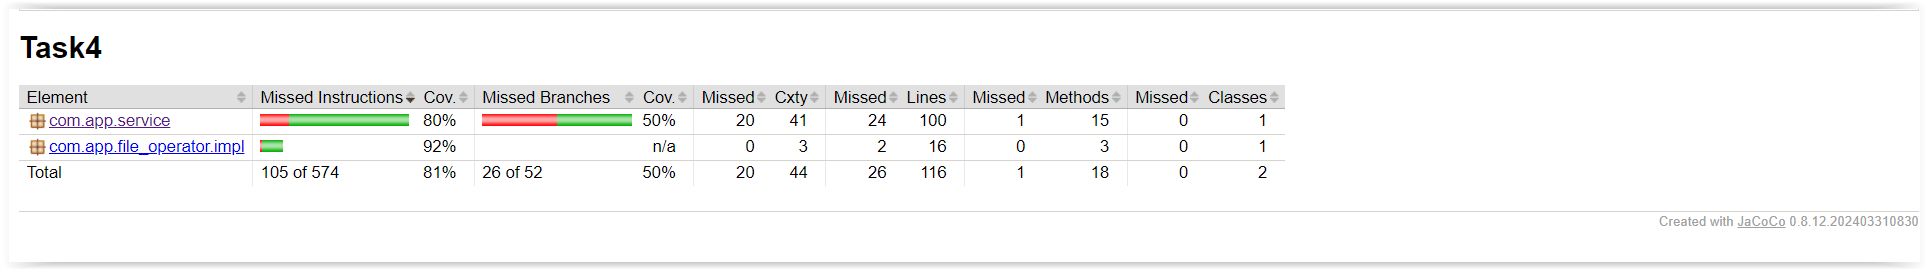 Task4
Element Missed Instructions Cov. Missed Branches Cov. Missed Cxty Missed Lines Missed Methods Missed Classes
com.app.service 80% 50% 20 41 24 100 1 15 0 1
com.app.file_operator.impl 92% n/a 0 3 2 16 0 3 0 1
Total 105 of 574 81% 26 of 52 50% 20 44 26 116 1 18 0 2
Created with JaCoCo 0.8.12.202403310830